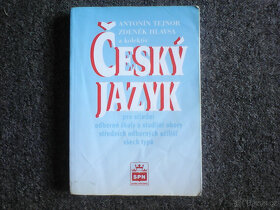 ANTONÍN TEJNOR
ZDENĚK HLAVSA
a kolektiv
ČESKÝ
JAZYK
pro střední
odborné školy a studijní obory
středních odborných učilišť
všech typů
SPN